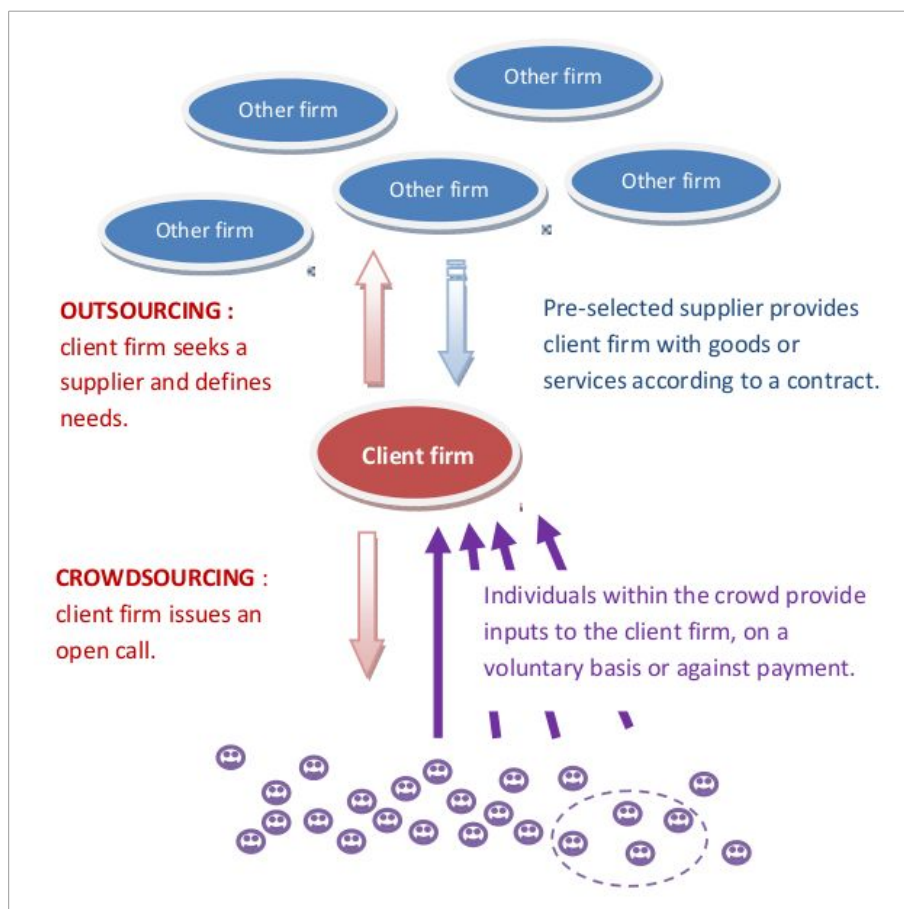 Other firm
Other firm
Other firm
Other firm
Other firm
OUTSOURCING :
client firm seeks a
supplier and defines
needs.
Pre-selected supplier provides
client firm with goods or
services according to a contract.
Client firm
CROWDSOURCING :
client firm issues an
open call.
Individuals within the crowd provide
inputs to the client firm, on a
voluntary basis or against payment.